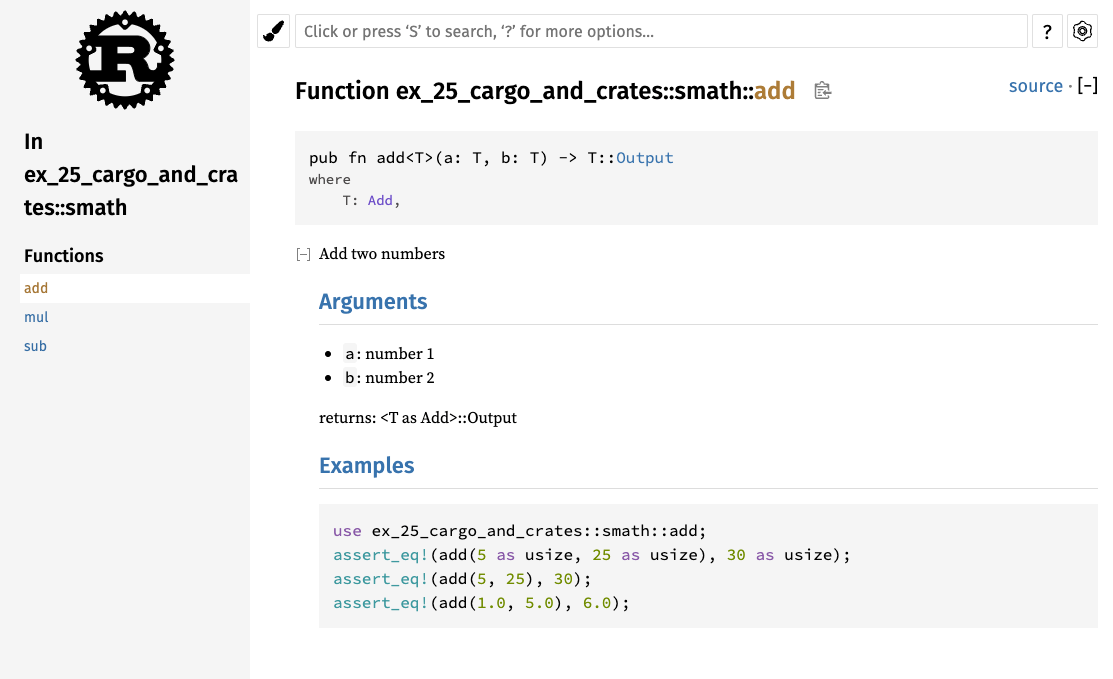 R
In
ex_25_cargo_and_cra
tes::smath
Functions
add
mul
sub
Click or press ‘S’ to search, ‘?’ for more options…
?
Function ex_25_cargo_and_crates::smath::add
source · [−]
pub fn add<T>(a: T, b: T) -> T::Output
where
    T: Add,
[−] Add two numbers
Arguments
• a: number 1
• b: number 2
returns: <T as Add>::Output
Examples
use ex_25_cargo_and_crates::smath::add;
assert_eq!(add(5 as usize, 25 as usize), 30 as usize);
assert_eq!(add(5, 25), 30);
assert_eq!(add(1.0, 5.0), 6.0);